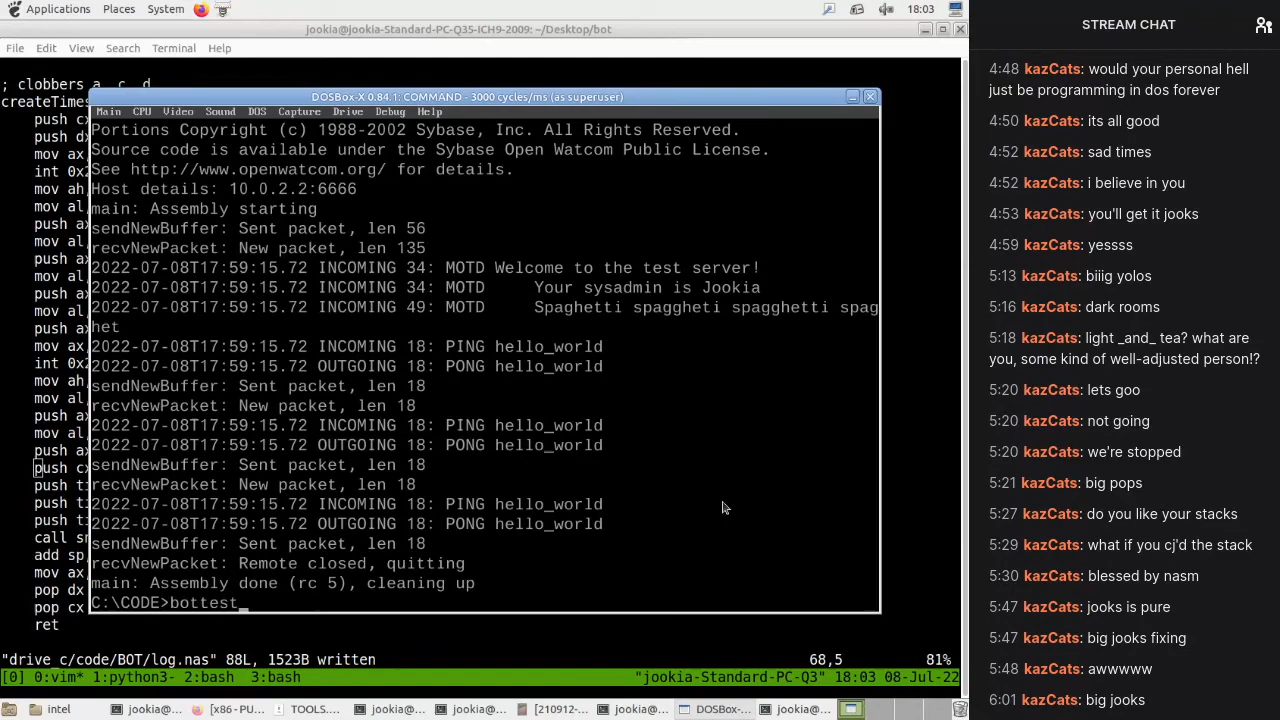 Applications Places System 18:03
jookia@jookia-Standard-PC-Q35-ICH9-2009: ~/Desktop/bot
File Edit View Search Terminal Help
; clobbers a, c, d
createTimes
push cx
push dx
mov ax,
int 0x2
mov ah,
mov al,
push ax
mov al,
push ax
mov al,
push ax
mov al,
push ax
mov ax,
int 0x2
mov ah,
mov al,
push ax
mov al,
push ax
push cx
push ti
push ti
push ti
call sn
add sp,
mov ax,
pop dx
pop cx
ret
"drive_c/code/BOT/log.nas" 88L, 1523B written 68,5 81%
[0] 0:vim* 1:python3- 2:bash 3:bash "jookia-Standard-PC-Q3" 18:03 08-Jul-22
DOSBox-X 0.84.1: COMMAND - 3000 cycles/ms (as superuser)
Main CPU Video Sound DOS Capture Drive Debug Help
Portions Copyright (c) 1988-2002 Sybase, Inc. All Rights Reserved.
Source code is available under the Sybase Open Watcom Public License.
See http://www.openwatcom.org/ for details.
Host details: 10.0.2.2:6666
main: Assembly starting
sendNewBuffer: Sent packet, len 56
recvNewPacket: New packet, len 135
2022-07-08T17:59:15.72 INCOMING 34: MOTD Welcome to the test server!
2022-07-08T17:59:15.72 INCOMING 34: MOTD     Your sysadmin is Jookia
2022-07-08T17:59:15.72 INCOMING 49: MOTD     Spaghetti spaggheti spagghetti spag
het
2022-07-08T17:59:15.72 INCOMING 18: PING hello_world
2022-07-08T17:59:15.72 OUTGOING 18: PONG hello_world
sendNewBuffer: Sent packet, len 18
recvNewPacket: New packet, len 18
2022-07-08T17:59:15.72 INCOMING 18: PING hello_world
2022-07-08T17:59:15.72 OUTGOING 18: PONG hello_world
sendNewBuffer: Sent packet, len 18
recvNewPacket: New packet, len 18
2022-07-08T17:59:15.72 INCOMING 18: PING hello_world
2022-07-08T17:59:15.72 OUTGOING 18: PONG hello_world
sendNewBuffer: Sent packet, len 18
recvNewPacket: Remote closed, quitting
main: Assembly done (rc 5), cleaning up
C:\CODE>bottest_
intel jookia@... [x86 - PU... TOOLS.... jookia@... jookia@... [210912-... jookia@... DOSBox-... jookia@...
STREAM CHAT
4:48 kazCats: would your personal hell
just be programming in dos forever
4:50 kazCats: its all good
4:52 kazCats: sad times
4:52 kazCats: i believe in you
4:53 kazCats: you'll get it jooks
4:59 kazCats: yessss
5:13 kazCats: biiig yolos
5:16 kazCats: dark rooms
5:18 kazCats: light _and_ tea? what are
you, some kind of well-adjusted person!?
5:20 kazCats: lets goo
5:20 kazCats: not going
5:20 kazCats: we're stopped
5:21 kazCats: big pops
5:27 kazCats: do you like your stacks
5:29 kazCats: what if you cj'd the stack
5:30 kazCats: blessed by nasm
5:47 kazCats: jooks is pure
5:47 kazCats: big jooks fixing
5:48 kazCats: awwwww
6:01 kazCats: big jooks